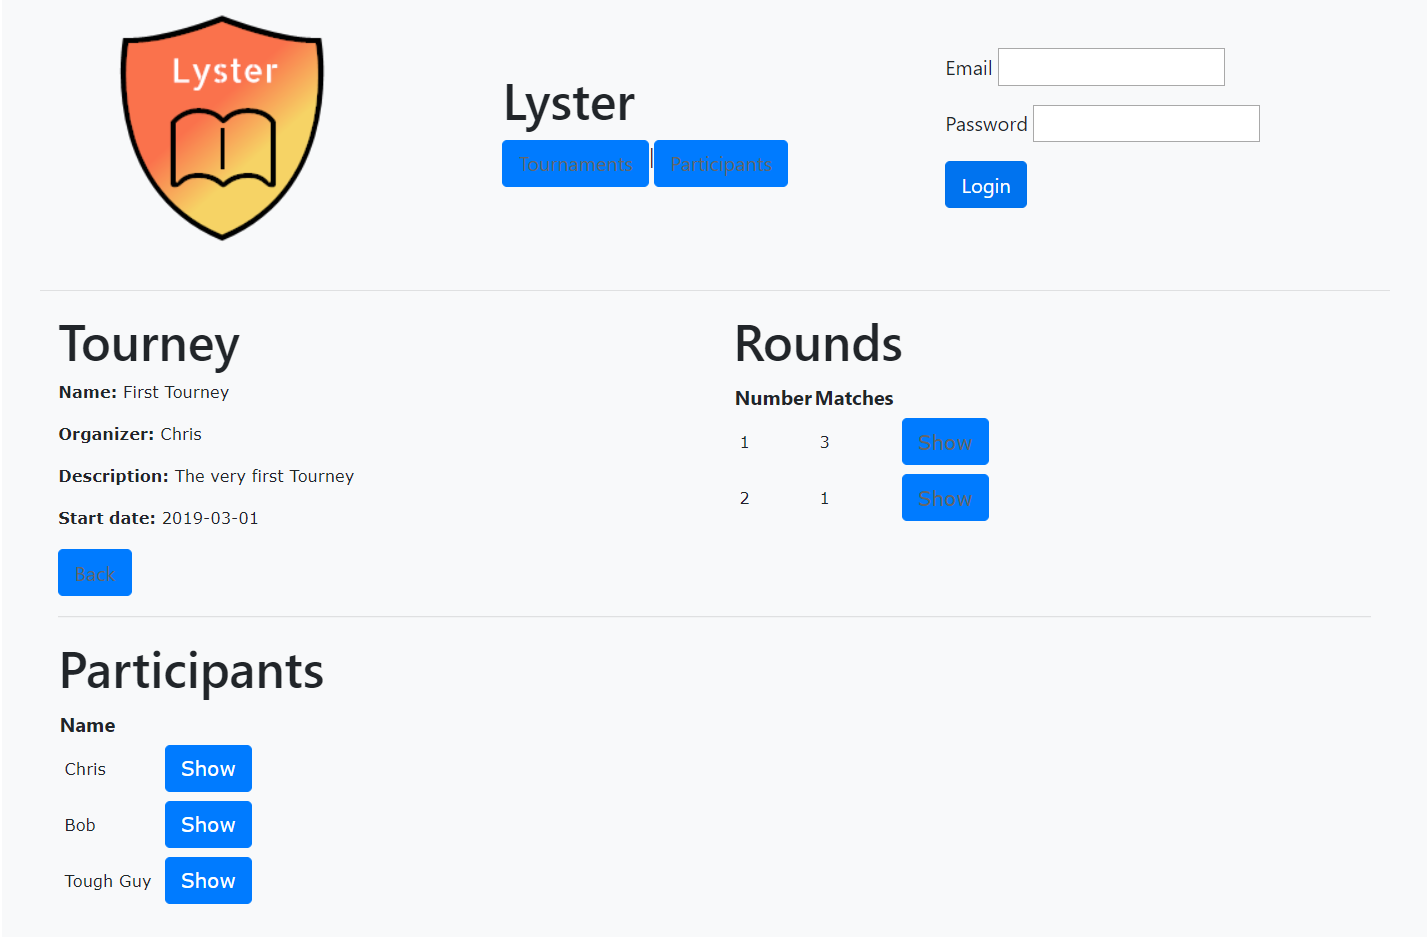 Lyster
Lyster
Tournaments | Participants
Email
Password
Login
Tourney
Name: First Tourney
Organizer: Chris
Description: The very first Tourney
Start date: 2019-03-01
Back
Rounds
Number Matches
1 3 Show
2 1 Show
Participants
Name
Chris Show
Bob Show
Tough Guy Show